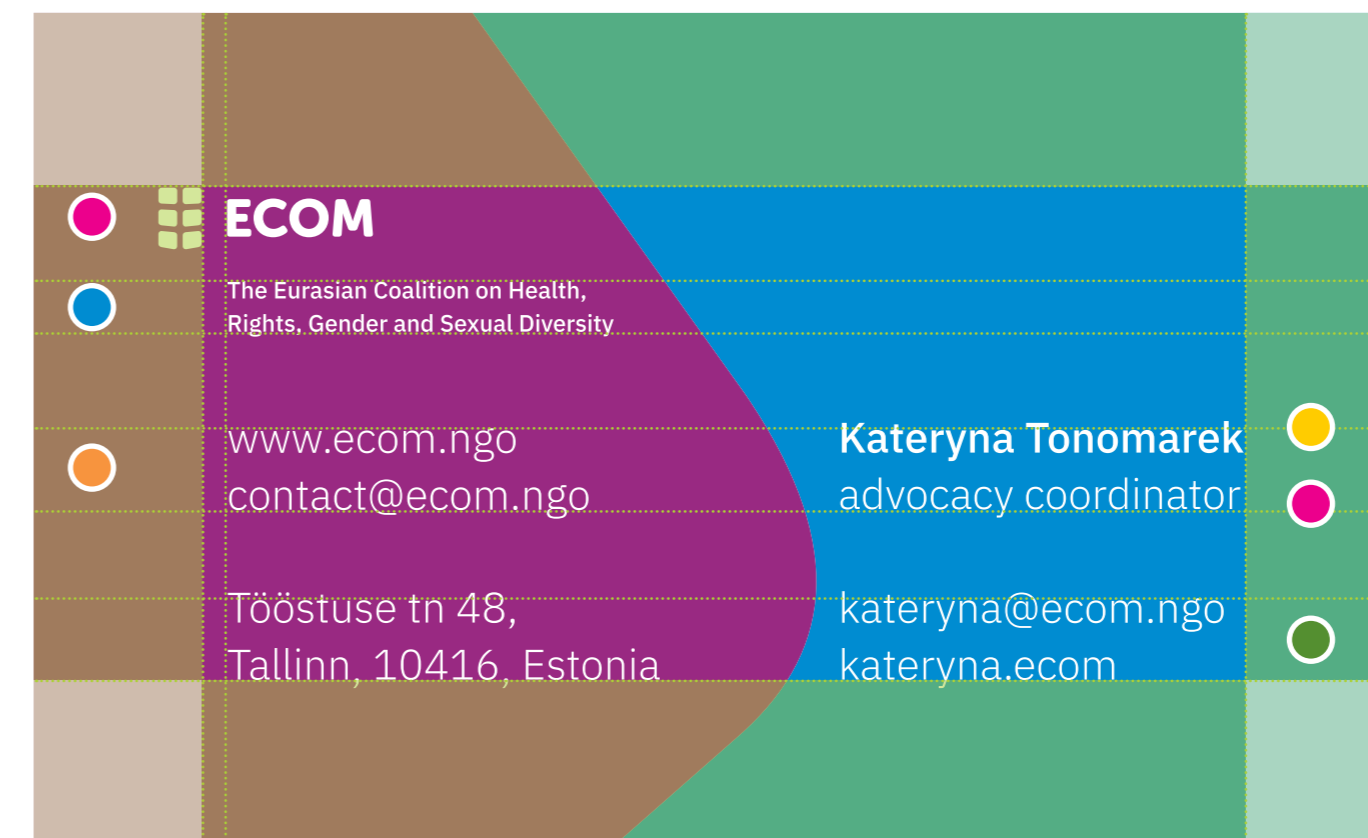 ECOM
The Eurasian Coalition on Health,
Rights, Gender and Sexual Diversity
www.ecom.ngo
contact@ecom.ngo
Tööstuse tn 48,
Tallinn, 10416, Estonia
Kateryna Tonomarek
advocacy coordinator
kateryna@ecom.ngo
kateryna.ecom